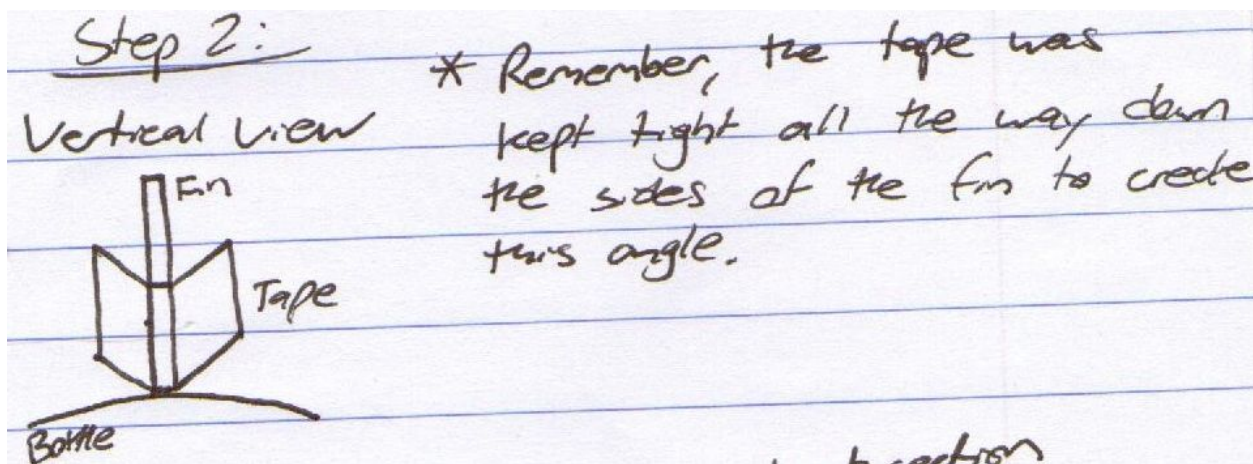 Step 2:
* Remember, the tape was
Vertical View
kept tight all the way down
Fin
the sides of the fin to create
this angle.
Tape
Bottle
section